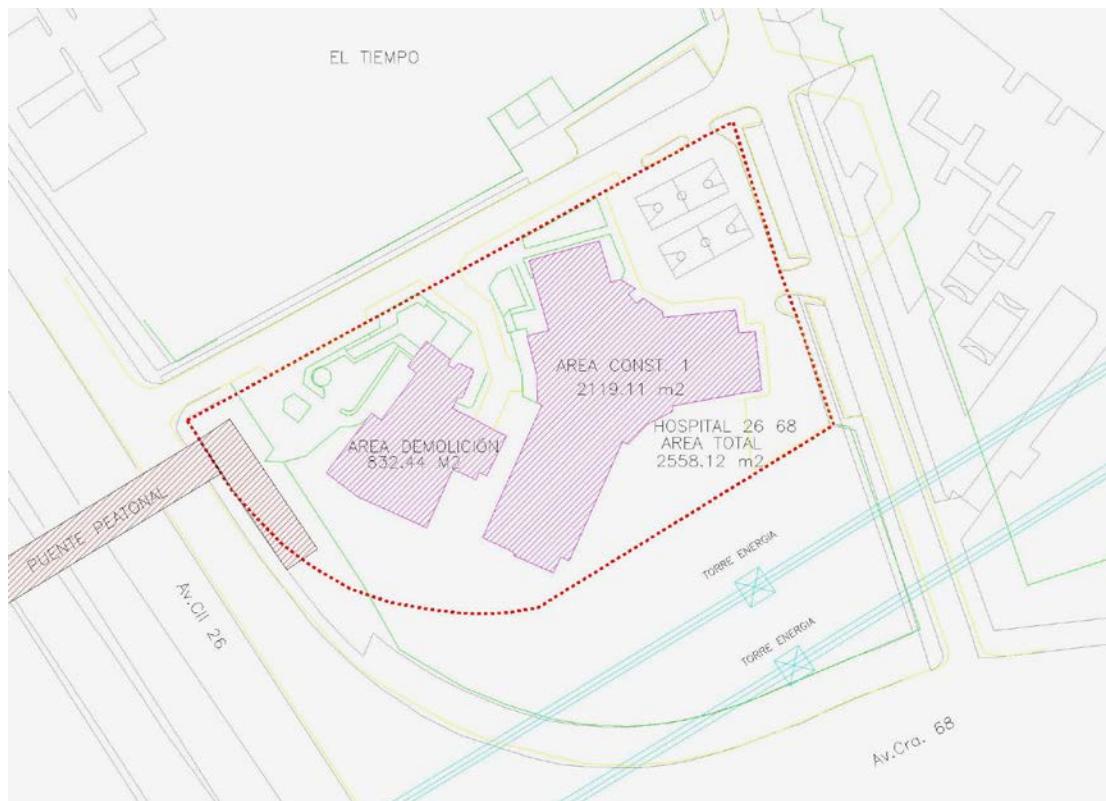 EL TIEMPO
AREA CONST. 1
2119.11 m2
HOSPITAL 26 68
AREA TOTAL
2558.12 m2
AREA DEMOLICIÓN
832.44 M2
PUENTE PEATONAL
Av.Cll 26
TORRE ENERGIA
TORRE ENERGIA
Av.Cra. 68